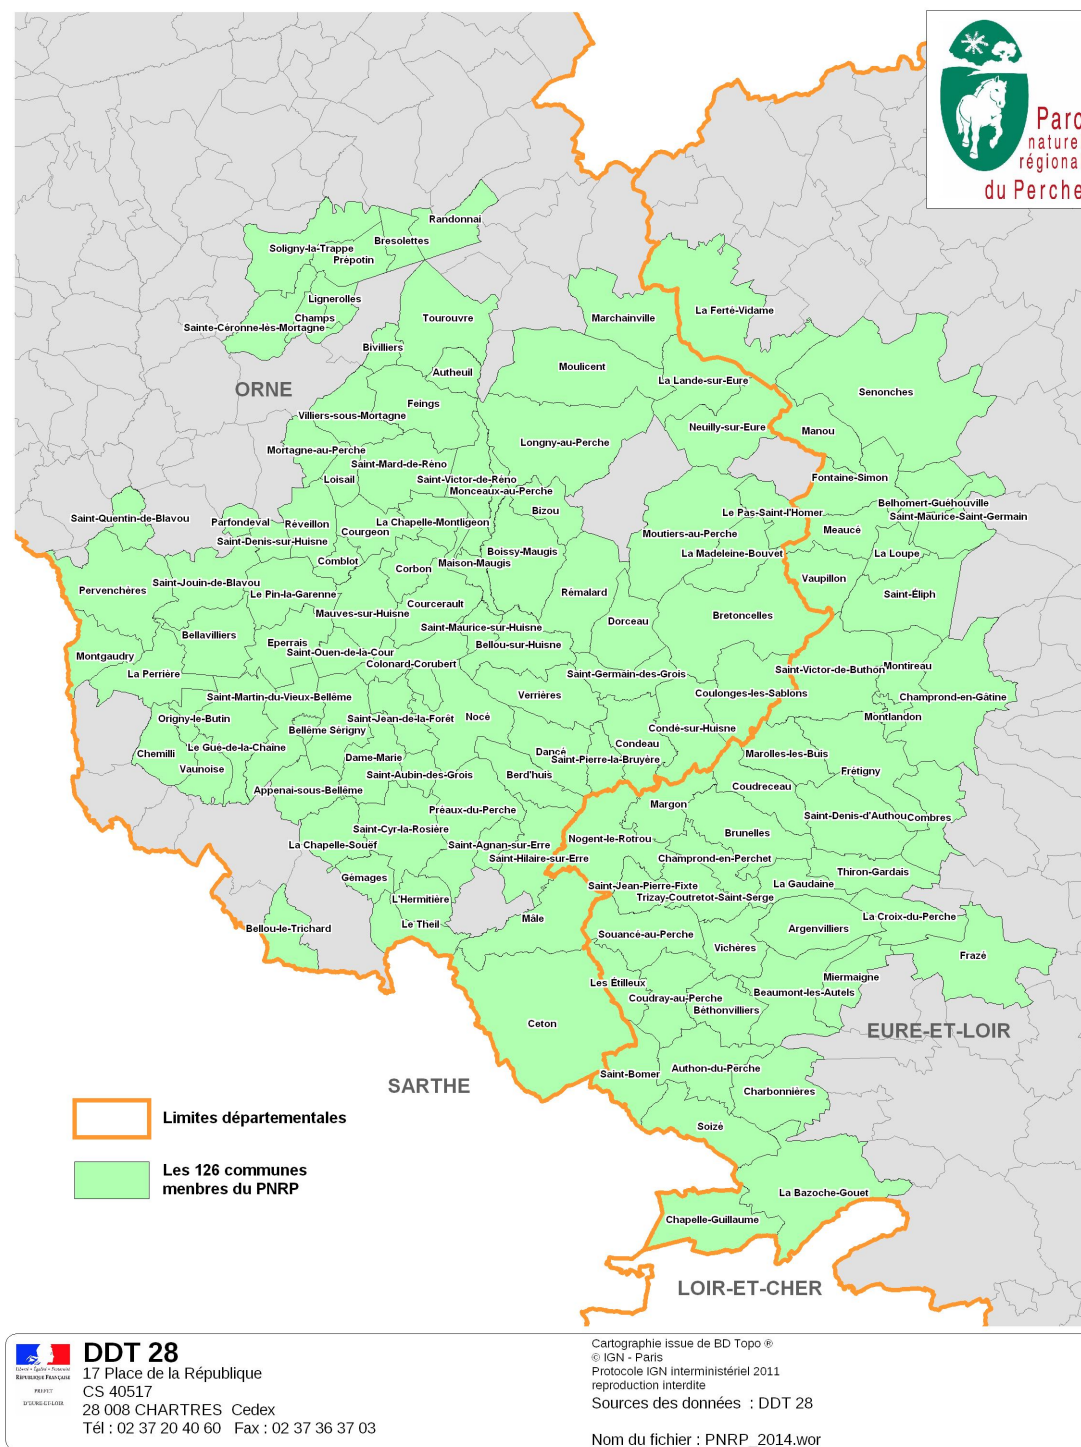 Parc
naturel
régional
du Perche
Randonnai
Bresolettes
Soligny-la-Trappe
Prépotin
Lignerolles
Champs
Sainte-Céronne-lès-Mortagne
Tourouvre
Marchainville
La Ferté-Vidame
Bivilliers
Autheuil
Moulicent
La Lande-sur-Eure
Senonches
ORNE
Feings
Villiers-sous-Mortagne
Neuilly-sur-Eure
Manou
Longny-au-Perche
Mortagne-au-Perche
Saint-Mard-de-Réno
Loisail
Saint-Victor-de-Réno
Monceaux-au-Perche
Fontaine-Simon
Belhomert-Guéhouville
Saint-Maurice-Saint-Germain
Bizou
Le Pas-Saint-l'Homer
Saint-Quentin-de-Blavou
Parfondeval
Réveillon
La Chapelle-Montligeon
Courgeon
Moutiers-au-Perche
Meaucé
Saint-Denis-sur-Huisne
La Madeleine-Bouvet
La Loupe
Boissy-Maugis
Comblot
Corbon
Maison-Maugis
Vaupillon
Pervenchères
Saint-Jouin-de-Blavou
Le Pin-la-Garenne
Rémalard
Saint-Éliph
Courcerault
Mauves-sur-Huisne
Bretoncelles
Dorceau
Saint-Maurice-sur-Huisne
Bellavilliers
Eperrais
Bellou-sur-Huisne
Saint-Ouen-de-la-Cour
Montgaudry
Colonard-Corubert
La Perrière
Saint-Germain-des-Grois
Saint-Victor-de-Buthon
Montireau
Saint-Martin-du-Vieux-Bellême
Verrières
Coulonges-les-Sablons
Champrond-en-Gâtine
Origny-le-Butin
Saint-Jean-de-la-Forêt
Nocé
Montlandon
Bellême Sérigny
Condé-sur-Huisne
Le Gué-de-la-Chaine
Condeau
Chemilli
Dancé
Marolles-les-Buis
Dame-Marie
Saint-Pierre-la-Bruyère
Vaunoise
Saint-Aubin-des-Grois
Berd'huis
Frétigny
Coudreceau
Appenai-sous-Bellême
Margon
Préaux-du-Perche
Saint-Denis-d'Authou
Combres
Saint-Cyr-la-Rosière
Brunelles
Nogent-le-Rotrou
La Chapelle-Souëf
Saint-Agnan-sur-Erre
Saint-Hilaire-sur-Erre
Champrond-en-Perchet
Thiron-Gardais
Gémages
Saint-Jean-Pierre-Fixte
La Gaudaine
L'Hermitière
Trizay-Coutretot-Saint-Serge
Mâle
La Croix-du-Perche
Le Theil
Bellou-le-Trichard
Souancé-au-Perche
Argenvilliers
Vichères
Frazé
Miermaigne
Les Étilleux
Beaumont-les-Autels
Coudray-au-Perche
Béthonvilliers
Ceton
EURE-ET-LOIR
Authon-du-Perche
Saint-Bomer
SARTHE
Charbonnières
Limites départementales
Soizé
Les 126 communes
menbres du PNRP
La Bazoche-Gouet
Chapelle-Guillaume
LOIR-ET-CHER
Liberté • Égalité • Fraternité
RÉPUBLIQUE FRANÇAISE
PREFET
D'EURE-ET-LOIR
DDT 28
17 Place de la République
CS 40517
28 008 CHARTRES Cedex
Tél : 02 37 20 40 60 Fax : 02 37 36 37 03
Cartographie issue de BD Topo ®
© IGN - Paris
Protocole IGN interministériel 2011
reproduction interdite
Sources des données : DDT 28
Nom du fichier : PNRP_2014.wor